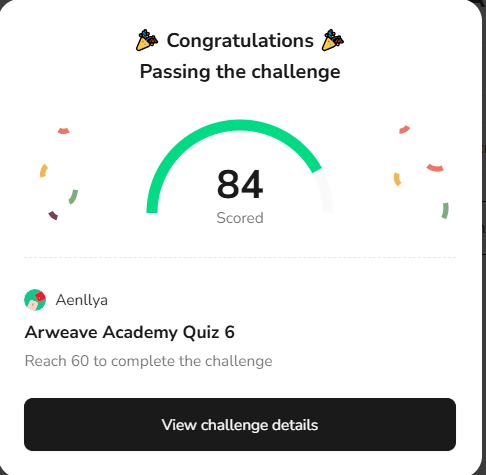 🎉 Congratulations 🎉
Passing the challenge
84
Scored
Aenllya
Arweave Academy Quiz 6
Reach 60 to complete the challenge
View challenge details